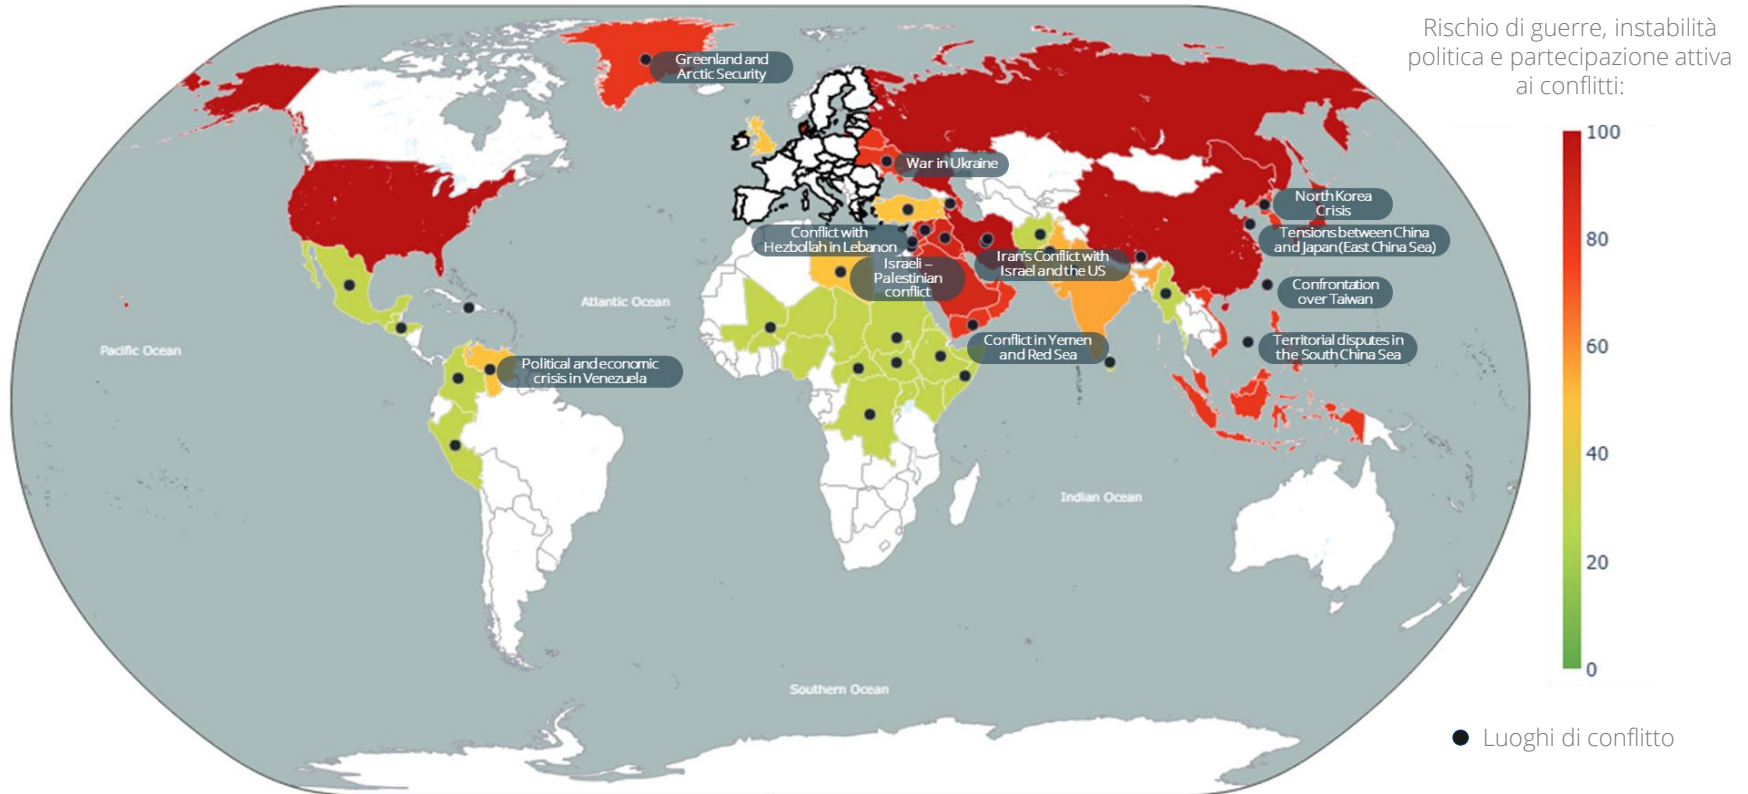 Rischio di guerre, instabilità
politica e partecipazione attiva
ai conflitti:
Greenland and
Arctic Security
War in Ukraine
North Korea
Crisis
Conflict with
Hezbollah in Lebanon
Tensions between China
and Japan (East China Sea)
Israeli –
Palestinian
conflict
Iran's Conflict with
Israel and the US
Confrontation
over Taiwan
Atlantic Ocean
Conflict in Yemen
and Red Sea
Territorial disputes in
the South China Sea
Pacific Ocean
Political and economic
crisis in Venezuela
Indian Ocean
Southern Ocean
100
80
60
40
20
0
Luoghi di conflitto